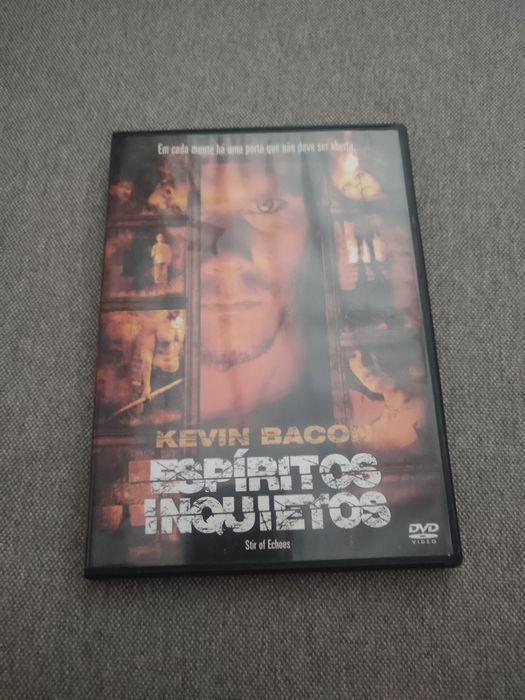 Em cada mente há uma porta que não deve ser aberta.
KEVIN BACON
ESPÍRITOS
INQUIETOS
Stir of Echoes
DVD
VIDEO